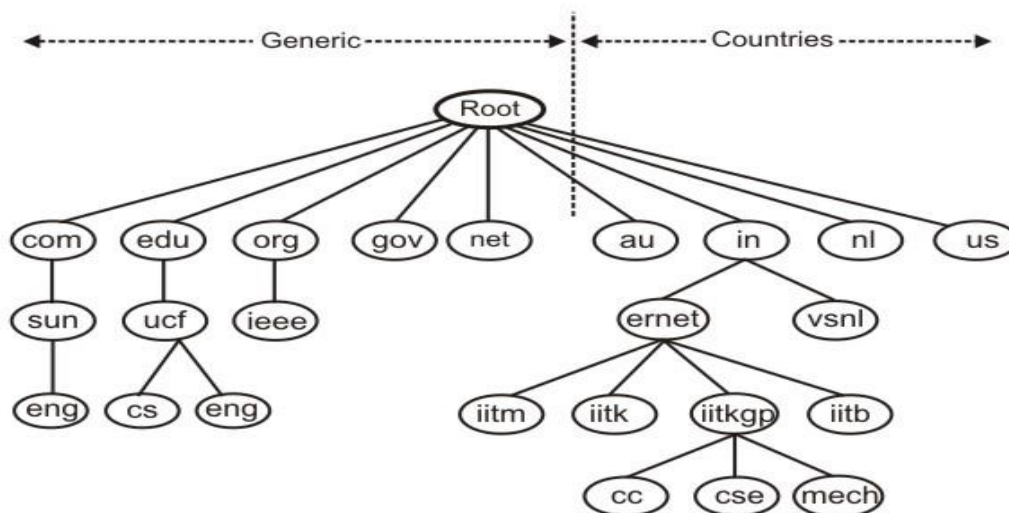 Generic Countries
Root
com edu org gov net au in nl us
sun ucf ieee ernet vsnl
eng cs eng iitm iitk iitkgp iitb
cc cse mech